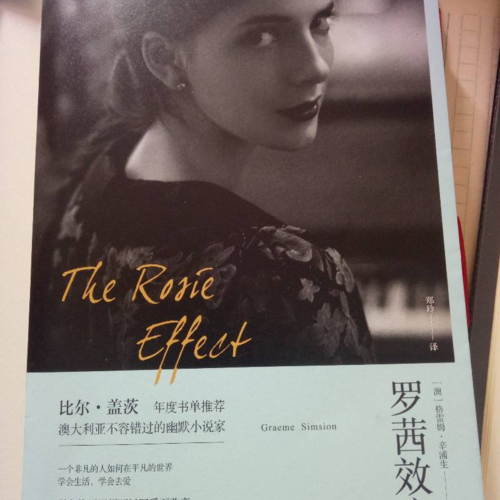 The Rosie
Effect
郑玲——译
比尔·盖茨 年度书单推荐
澳大利亚不容错过的幽默小说家
Graeme Simsion
[澳]格雷姆·辛浦生——
罗茜效
一个非凡的人如何在平凡的世界
学会生活、学会去爱